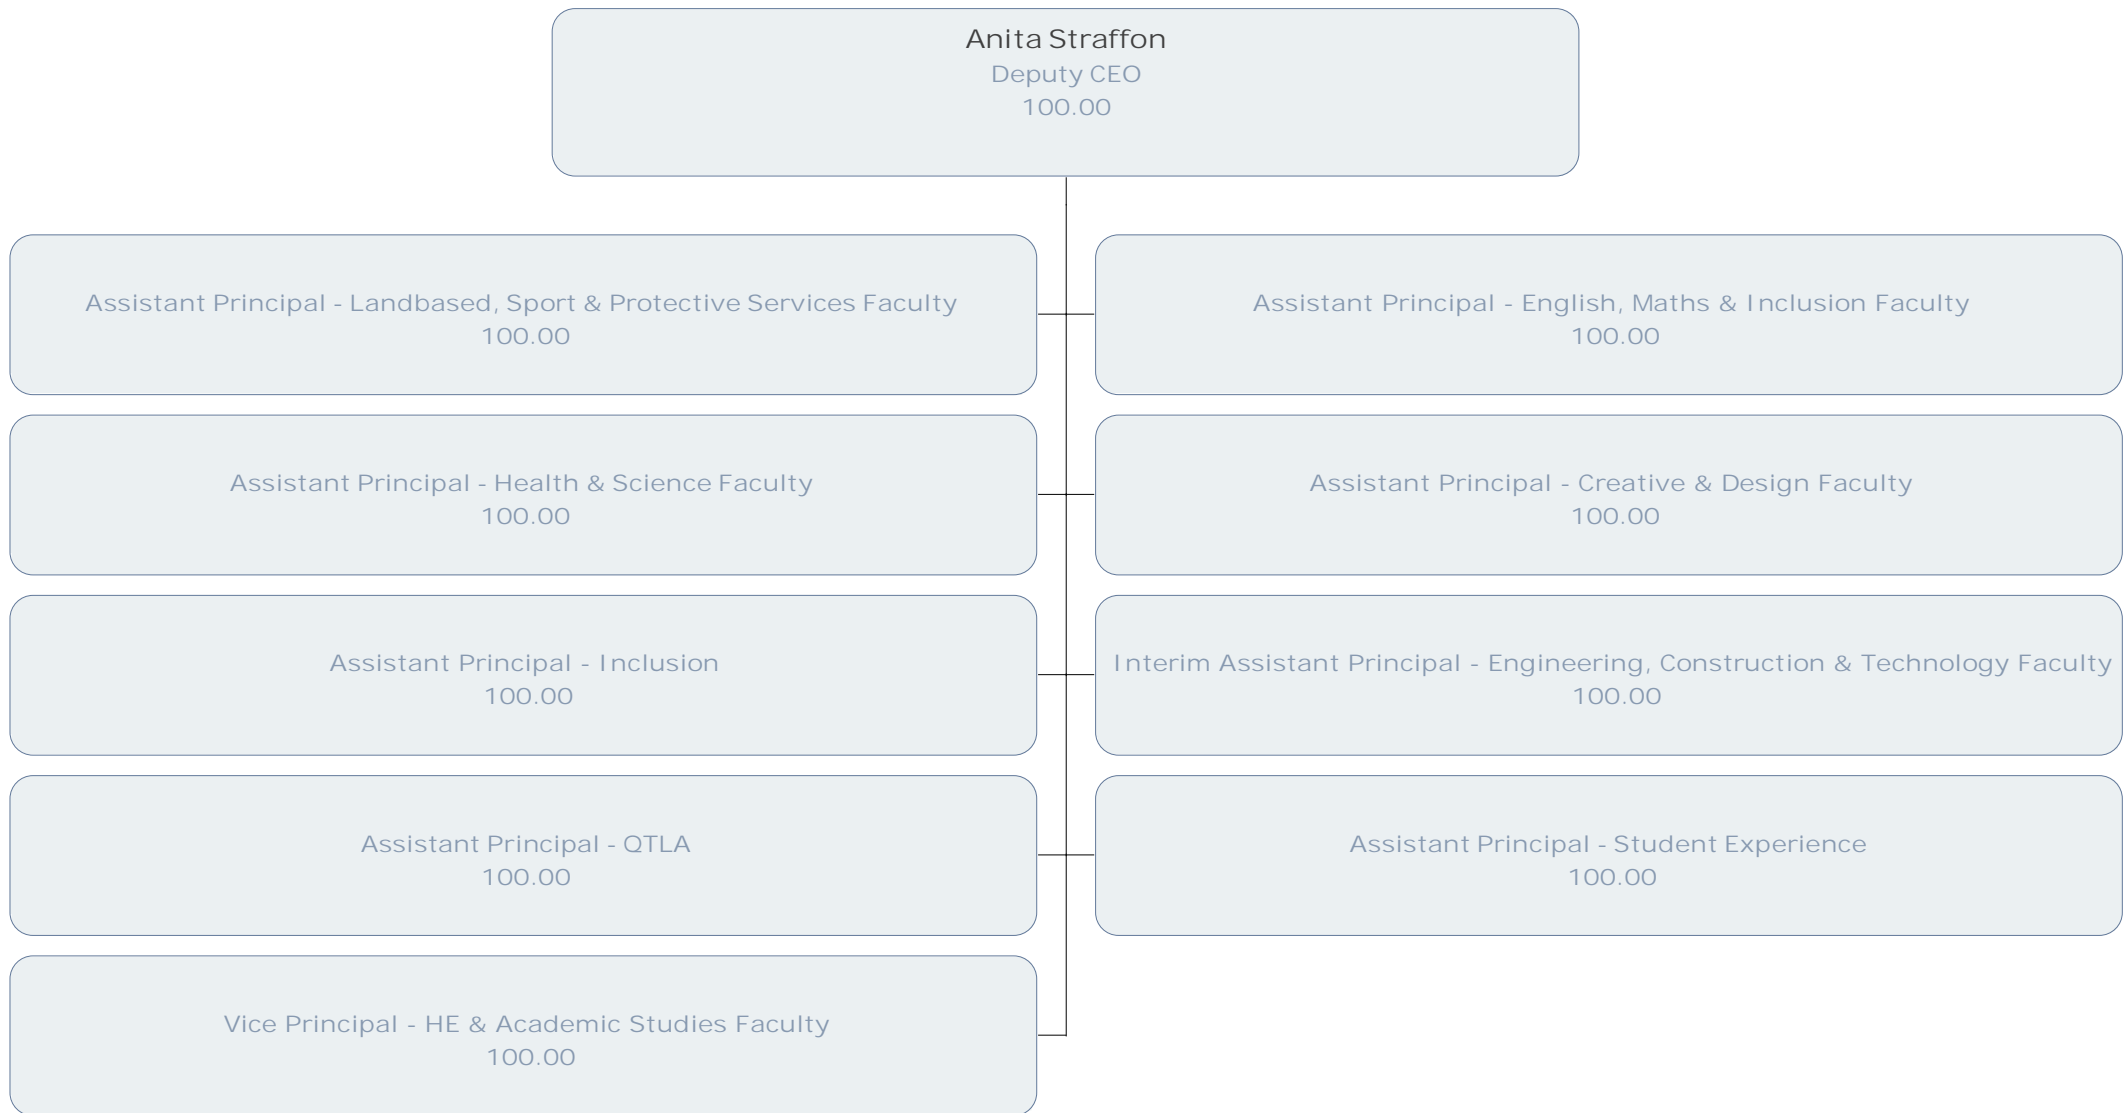 Anita Straffon
Deputy CEO
100.00
Assistant Principal - Landbased, Sport & Protective Services Faculty
100.00
Assistant Principal - English, Maths & Inclusion Faculty
100.00
Assistant Principal - Health & Science Faculty
100.00
Assistant Principal - Creative & Design Faculty
100.00
Assistant Principal - Inclusion
100.00
Interim Assistant Principal - Engineering, Construction & Technology Faculty
100.00
Assistant Principal - QTLA
100.00
Assistant Principal - Student Experience
100.00
Vice Principal - HE & Academic Studies Faculty
100.00